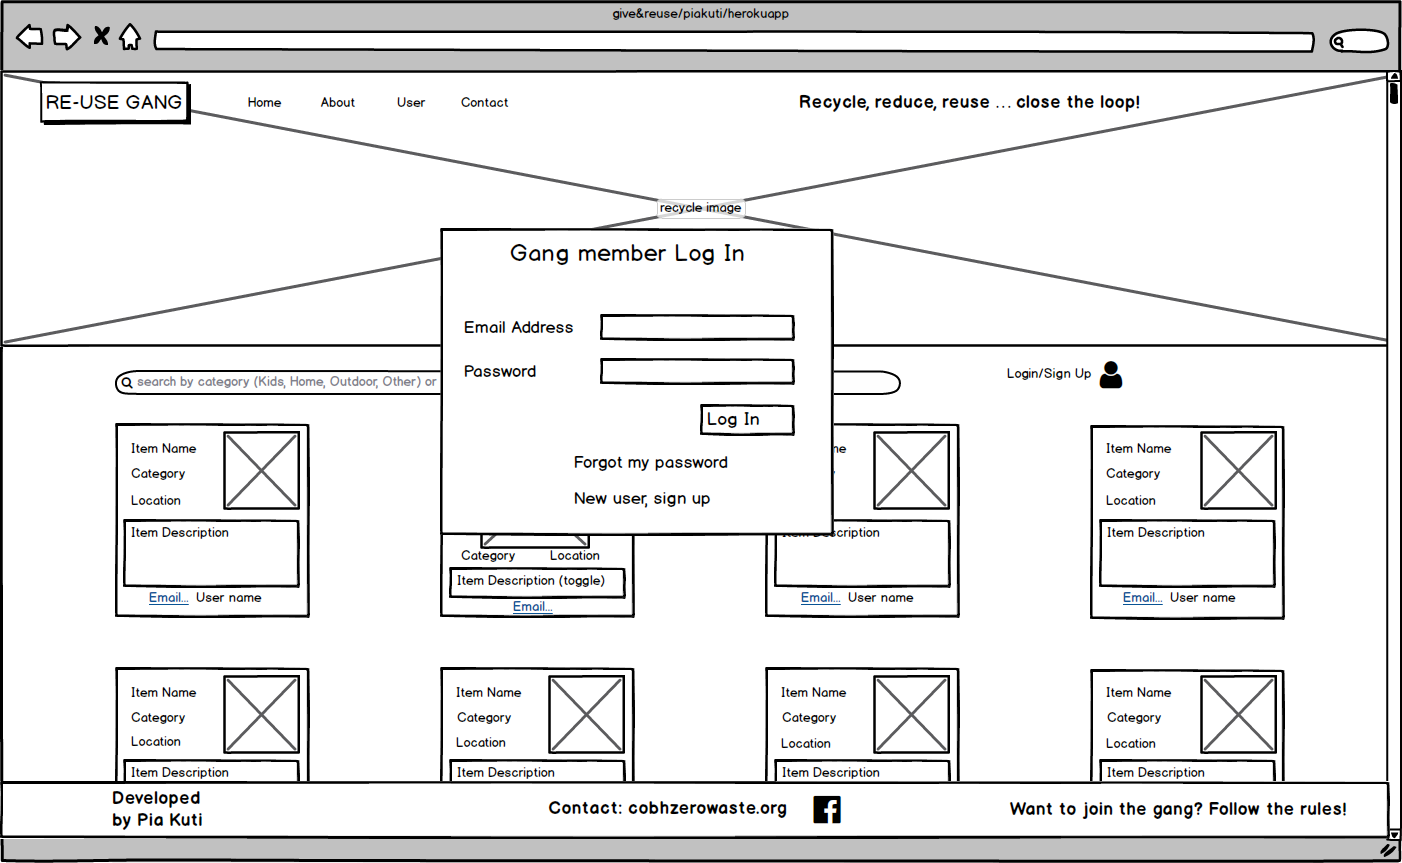 give&reuse/piakuti/herokuapp
RE-USE GANG
Home About User Contact
Recycle, reduce, reuse ... close the loop!
recycle image
Gang member Log In
Email Address
Password
Log In
Forgot my password
New user, sign up
search by category (Kids, Home, Outdoor, Other) or
Login/Sign Up
Item Name
Category
Location
Item Description
Email... User name
Category Location
Item Description (toggle)
Email...
Item Description
Email... User name
Item Name
Category
Location
Item Description
Email... User name
Item Name
Category
Location
Item Description
Item Name
Category
Location
Item Description
Item Name
Category
Location
Item Description
Item Name
Category
Location
Item Description
Developed
by Pia Kuti
Contact: cobhzerowaste.org
Want to join the gang? Follow the rules!